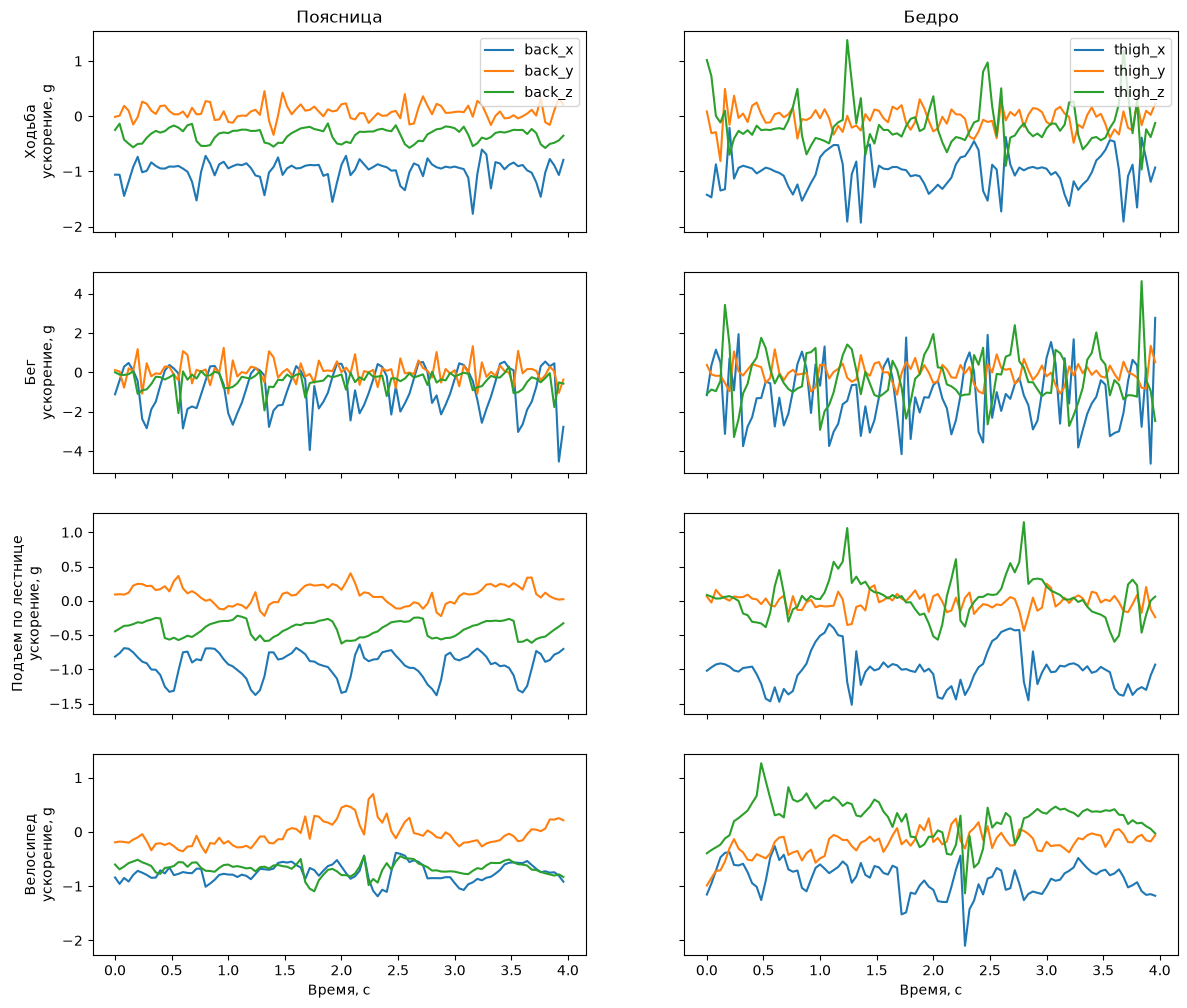 Поясница
Бедро
Ходьба
ускорение, g
1
0
−1
−2
back_x
back_y
back_z
thigh_x
thigh_y
thigh_z
Бег
ускорение, g
4
2
0
−2
−4
Подъем по лестнице
ускорение, g
1.0
0.5
0.0
−0.5
−1.0
−1.5
Велосипед
ускорение, g
1
0
−1
−2
0.0 0.5 1.0 1.5 2.0 2.5 3.0 3.5 4.0
Время, с
0.0 0.5 1.0 1.5 2.0 2.5 3.0 3.5 4.0
Время, с